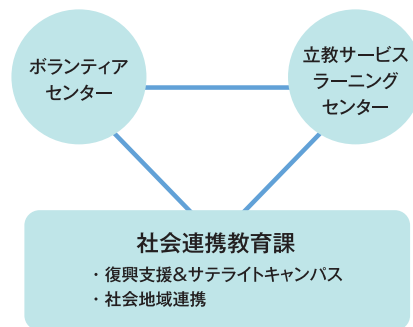 ボランティア
センター
立教サービス
ラーニング
センター
社会連携教育課
・復興支援&サテライトキャンパス
・社会地域連携